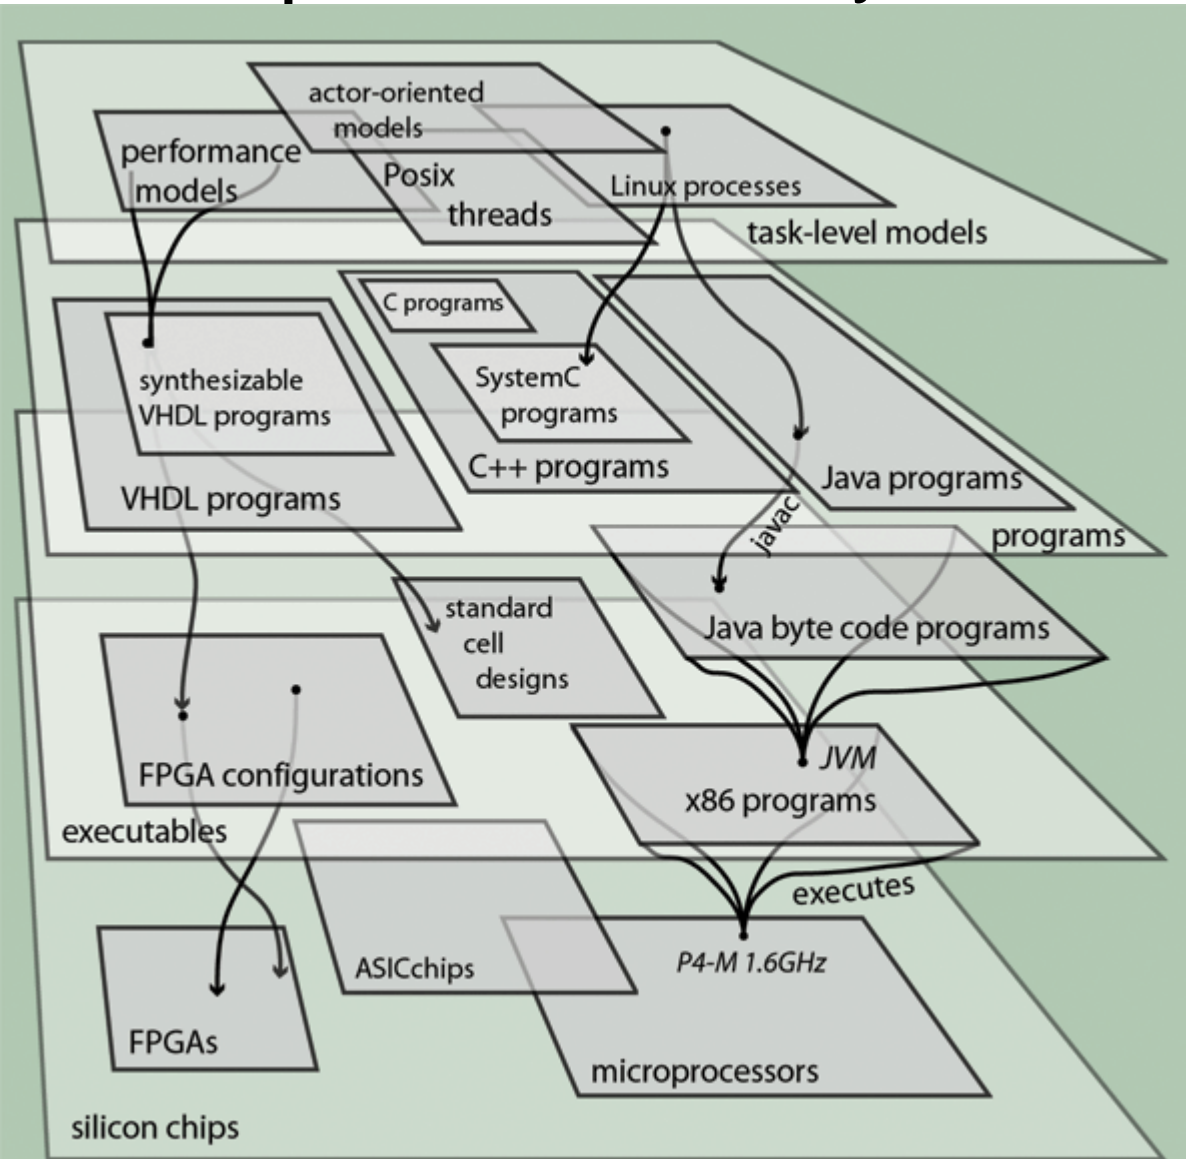 actor-oriented
models
performance
models
Posix
threads
Linux processes
task-level models
C programs
synthesizable
VHDL programs
SystemC
programs
C++ programs
VHDL programs
Java programs
javac
programs
standard
cell
designs
Java byte code programs
FPGA configurations
JVM
x86 programs
executables
executes
ASICchips
P4-M 1.6GHz
FPGAs
microprocessors
silicon chips